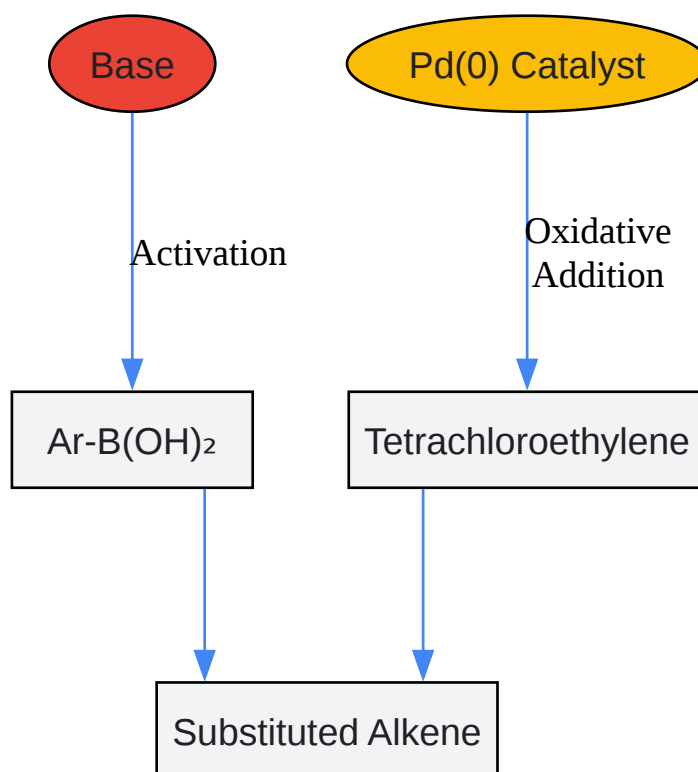 Base
Pd(0) Catalyst
Activation
Oxidative
Addition
Ar-B(OH)₂
Tetrachloroethylene
Substituted Alkene